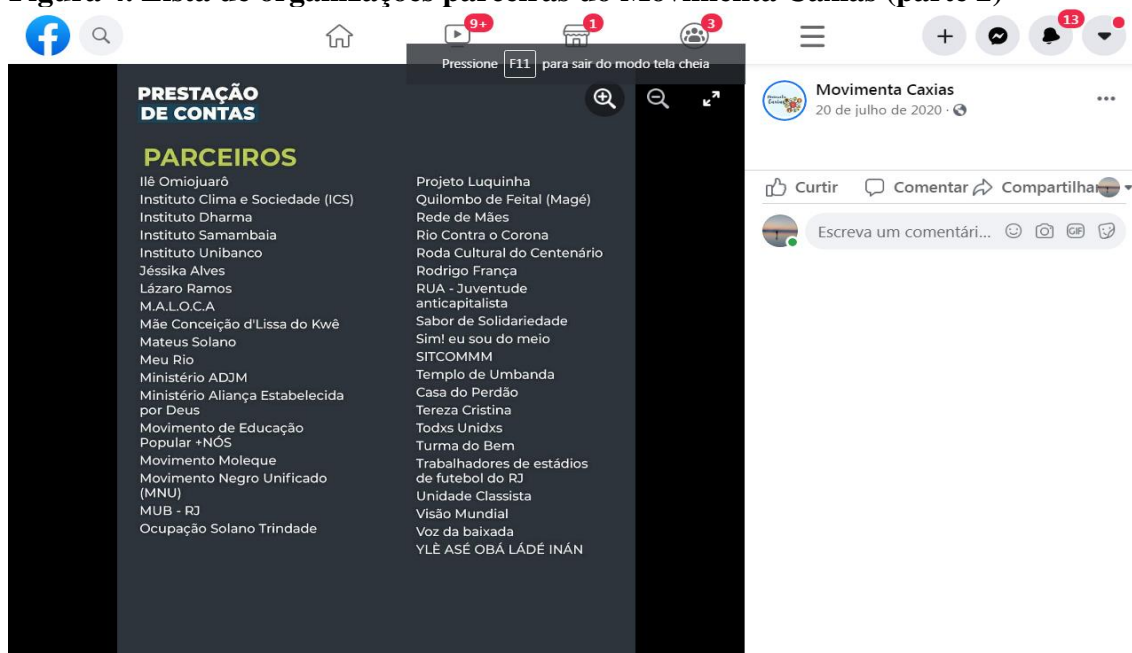 Figura 4: Lista de organizações parceiras do Movimenta Caxias (parte 2)
9+
1
3
13
Pressione F11 para sair do modo tela cheia
PRESTAÇÃO
DE CONTAS
PARCEIROS
Ilê Omiojuarô
Instituto Clima e Sociedade (ICS)
Instituto Dharma
Instituto Samambaia
Instituto Unibanco
Jéssika Alves
Lázaro Ramos
M.A.L.O.C.A
Mãe Conceição d'Lissa do Kwê
Mateus Solano
Meu Rio
Ministério ADJM
Ministério Aliança Estabelecida
por Deus
Movimento de Educação
Popular +NÓS
Movimento Moleque
Movimento Negro Unificado
(MNU)
MUB - RJ
Ocupação Solano Trindade
Projeto Luquinha
Quilombo de Feital (Magé)
Rede de Mães
Rio Contra o Corona
Roda Cultural do Centenário
Rodrigo França
RUA - Juventude
anticapitalista
Sabor de Solidariedade
Sim! eu sou do meio
SITCOMMM
Templo de Umbanda
Casa do Perdão
Tereza Cristina
Todxs Unidxs
Turma do Bem
Trabalhadores de estádios
de futebol do RJ
Unidade Classista
Visão Mundial
Voz da baixada
YLÈ ASÉ OBÁ LÁDÉ INÁN
Movimenta Caxias
20 de julho de 2020 ·
Curtir Comentar Compartilhar
Escreva um comentári... GIF